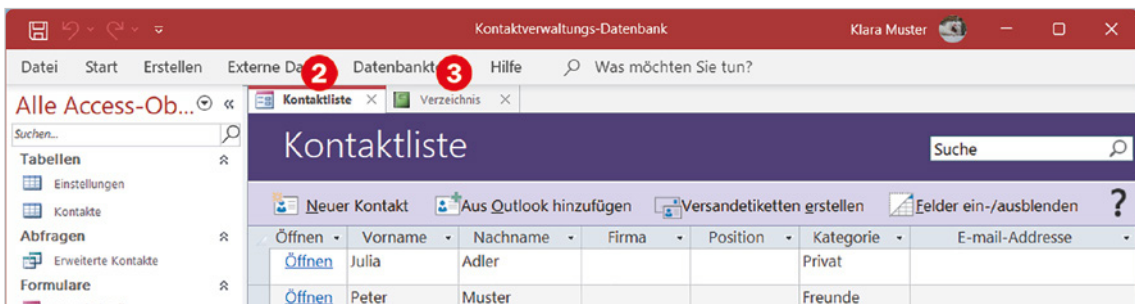 Kontaktverwaltungs-Datenbank Klara Muster
Datei Start Erstellen Externe Da 2 Datenbankt 3 Hilfe Was möchten Sie tun?
Alle Access-Ob... « Kontaktliste × Verzeichnis ×
Suchen...
Kontaktliste Suche
Tabellen
Einstellungen
Kontakte
Neuer Kontakt Aus Outlook hinzufügen Versandetiketten erstellen Felder ein-/ausblenden ?
Abfragen
Öffnen Vorname Nachname Firma Position Kategorie E-mail-Addresse
Erweiterte Kontakte
Öffnen Julia Adler Privat
Formulare
Öffnen Peter Muster Freunde